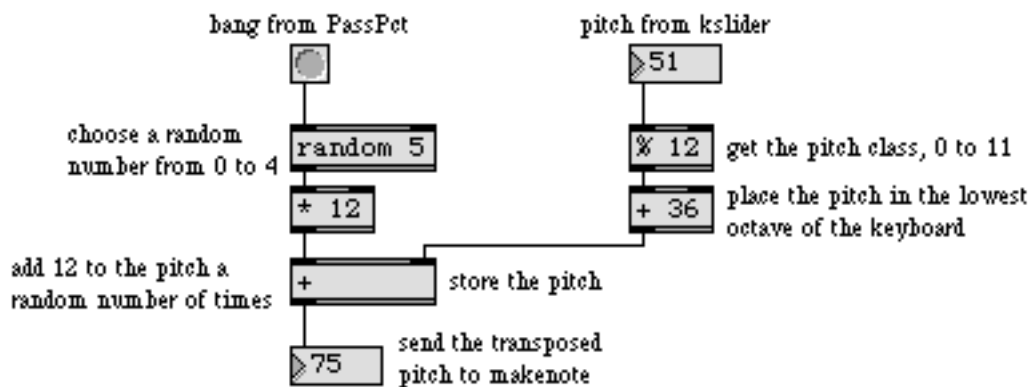 bang from PassPct
pitch from kslider
51
choose a random
number from 0 to 4
random 5
% 12
get the pitch class, 0 to 11
* 12
+ 36
place the pitch in the lowest
octave of the keyboard
add 12 to the pitch a
random number of times
+
store the pitch
75
send the transposed
pitch to makenote